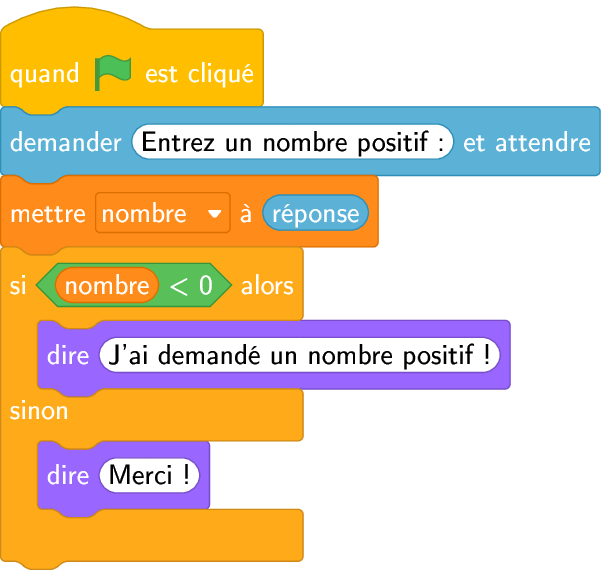 quand est cliqué
demander Entrez un nombre positif : et attendre
mettre nombre à réponse
si nombre < 0 alors
dire J'ai demandé un nombre positif !
sinon
dire Merci !